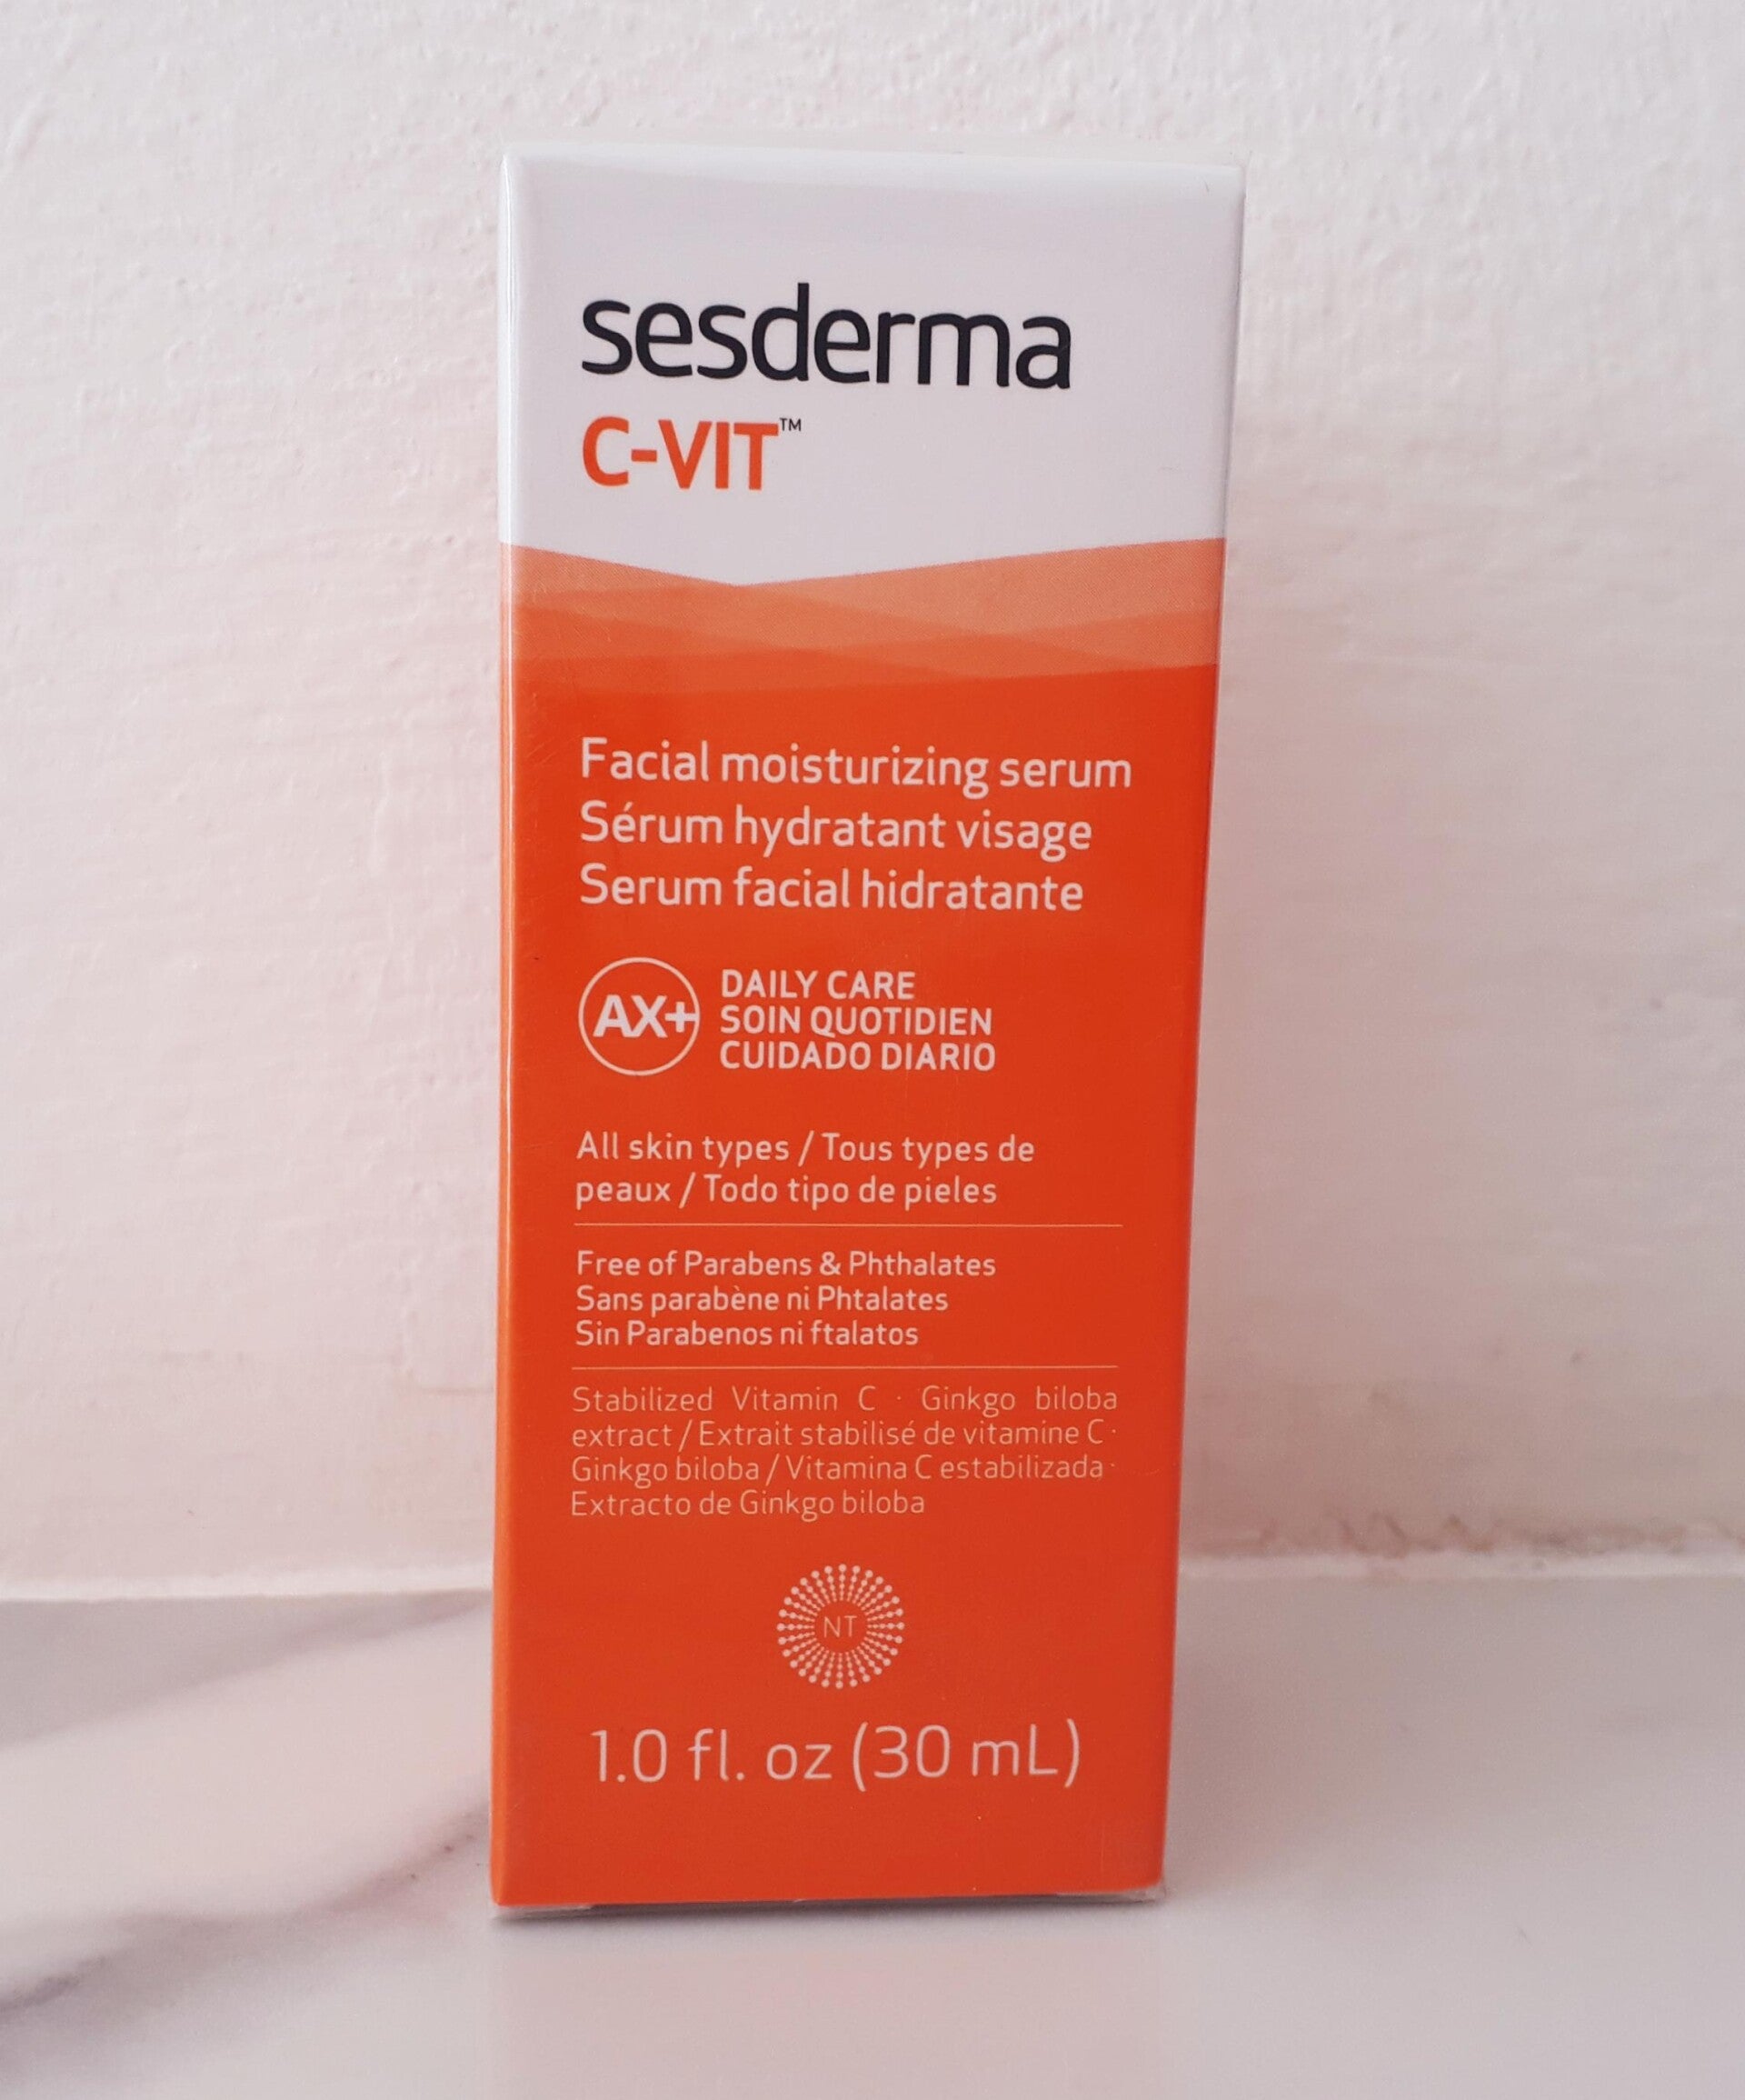 sesderma
C-VIT™
Facial moisturizing serum
Sérum hydratant visage
Serum facial hidratante
AX+
DAILY CARE
SOIN QUOTIDIEN
CUIDADO DIARIO
All skin types / Tous types de
peaux / Todo tipo de pieles
Free of Parabens & Phthalates
Sans parabène ni Phtalates
Sin Parabenos ni ftalatos
Stabilized Vitamin C · Ginkgo biloba
extract / Extrait stabilisé de vitamine C ·
Ginkgo biloba / Vitamina C estabilizada ·
Extracto de Ginkgo biloba
NT
1.0 fl. oz (30 mL)